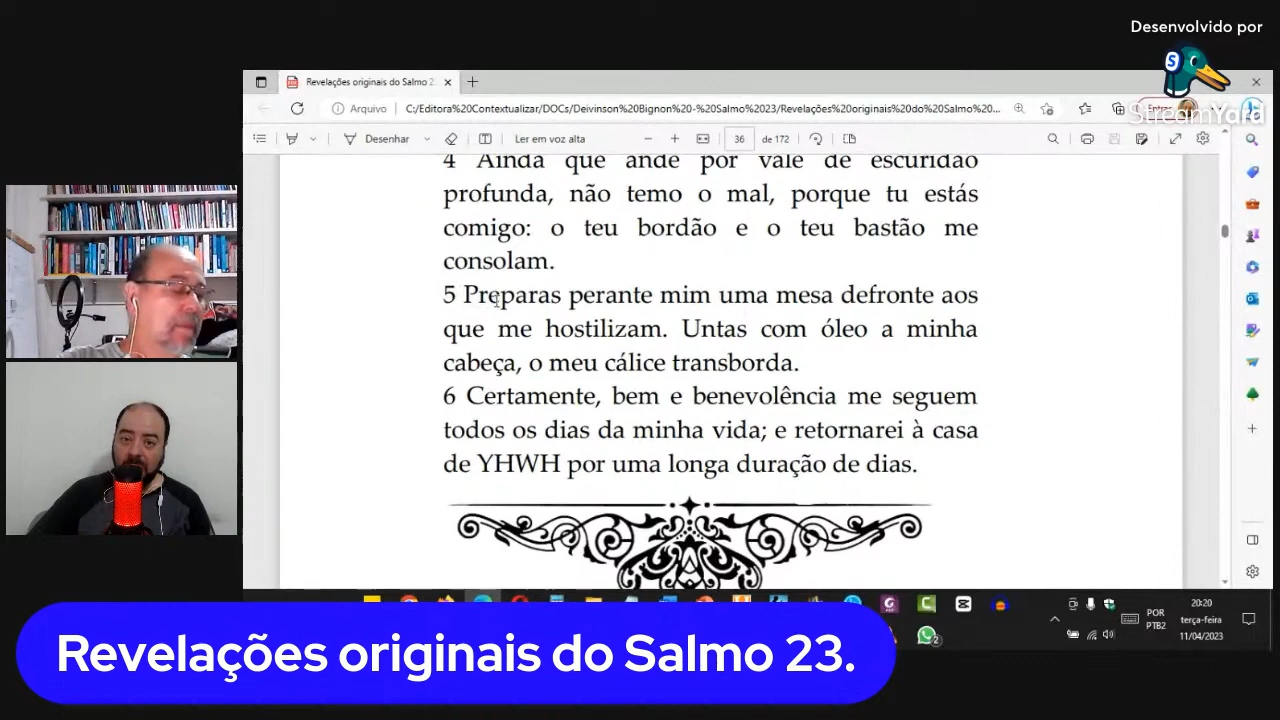 Desenvolvido por
StreamYard
Revelações originais do Salmo 2
Arquivo C:/Editora%20Contextualizar/DOCs/Deivinson%20Bignon%20-%20Salmo%2023/Revelações%20originais%20do%20Salmo%20...
Entrar
Desenhar
Ler em voz alta
36 de 172
4 Ainda que ande por vale de escuridão
profunda, não temo o mal, porque tu estás
comigo: o teu bordão e o teu bastão me
consolam.
5 Preparas perante mim uma mesa defronte aos
que me hostilizam. Untas com óleo a minha
cabeça, o meu cálice transborda.
6 Certamente, bem e benevolência me seguem
todos os dias da minha vida; e retornarei à casa
de YHWH por uma longa duração de dias.
POR
PTB2
20:20
terça-feira
11/04/2023
2
Revelações originais do Salmo 23.